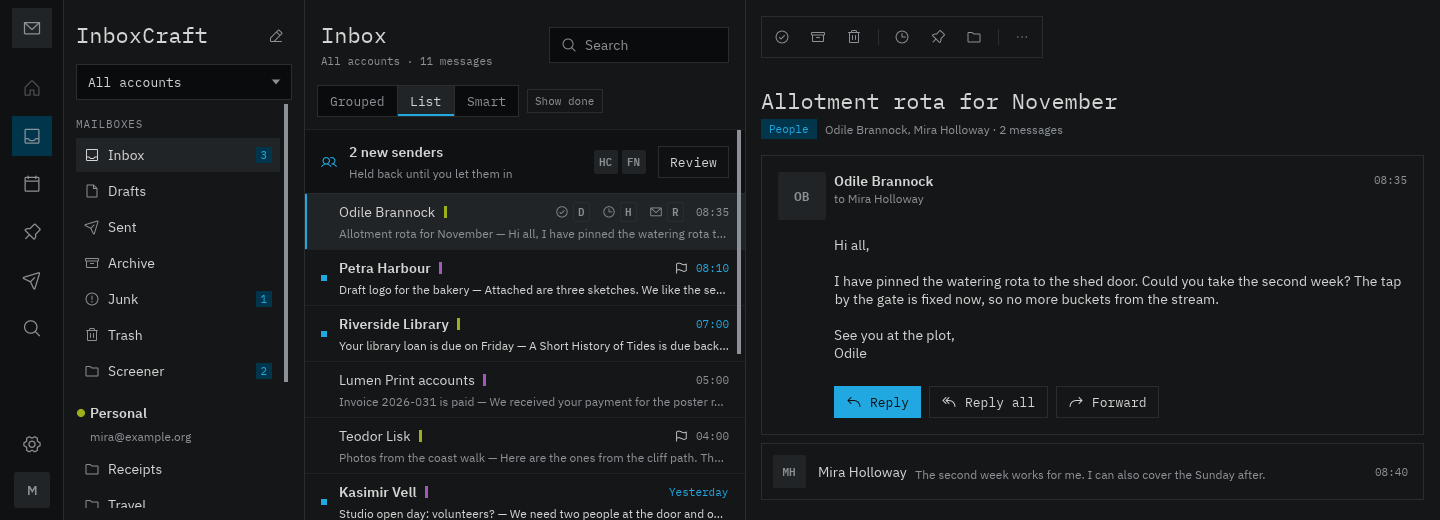 InboxCraft
All accounts
MAILBOXES
Inbox 3
Drafts
Sent
Archive
Junk 1
Trash
Screener 2
Personal
mira@example.org
Receipts
Travel
M
Inbox
All accounts · 11 messages
Search
Grouped List Smart Show done
2 new senders
Held back until you let them in
HC FN Review
Odile Brannock D H R 08:35
Allotment rota for November — Hi all, I have pinned the watering rota t…
Petra Harbour 08:10
Draft logo for the bakery — Attached are three sketches. We like the se…
Riverside Library 07:00
Your library loan is due on Friday — A Short History of Tides is due back…
Lumen Print accounts 05:00
Invoice 2026-031 is paid — We received your payment for the poster r…
Teodor Lisk 04:00
Photos from the coast walk — Here are the ones from the cliff path. Th…
Kasimir Vell Yesterday
Studio open day: volunteers? — We need two people at the door and o…
Allotment rota for November
People Odile Brannock, Mira Holloway · 2 messages
OB
Odile Brannock 08:35
to Mira Holloway
Hi all,
I have pinned the watering rota to the shed door. Could you take the second week? The tap
by the gate is fixed now, so no more buckets from the stream.
See you at the plot,
Odile
Reply Reply all Forward
MH Mira Holloway The second week works for me. I can also cover the Sunday after. 08:40